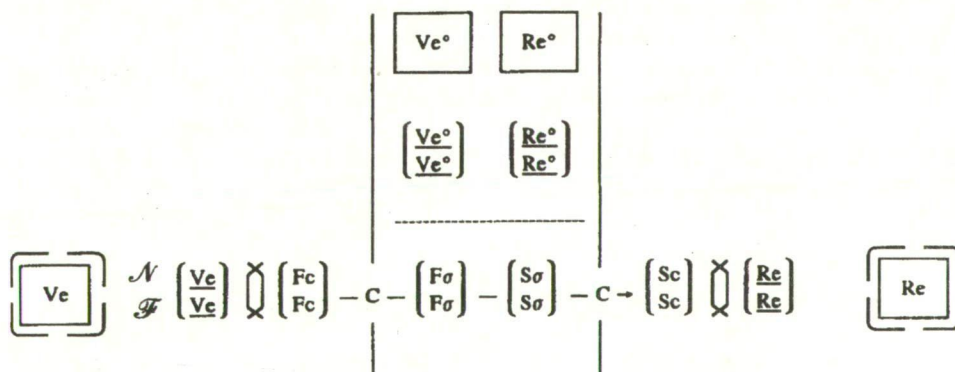 Ve° Re°
Ve° Re°
Ve° Re°
𝒩 Ve Fc Fσ Sσ Sc Re
Ve — C — — — C → Re
ℱ Ve Fc Fσ Sσ Sc Re